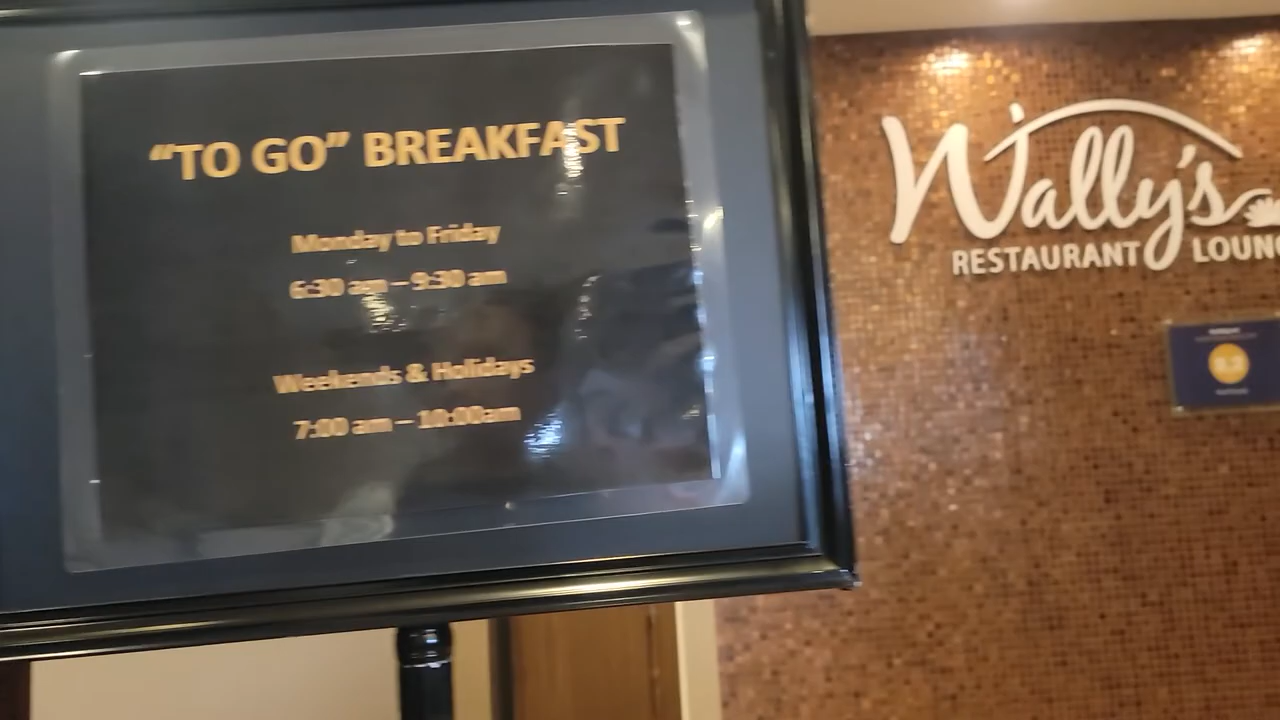 “TO GO” BREAKFAST
Monday to Friday
6:30 am – 9:30 am
Weekends & Holidays
7:00 am – 10:00am
Wally's
RESTAURANT LOUNG